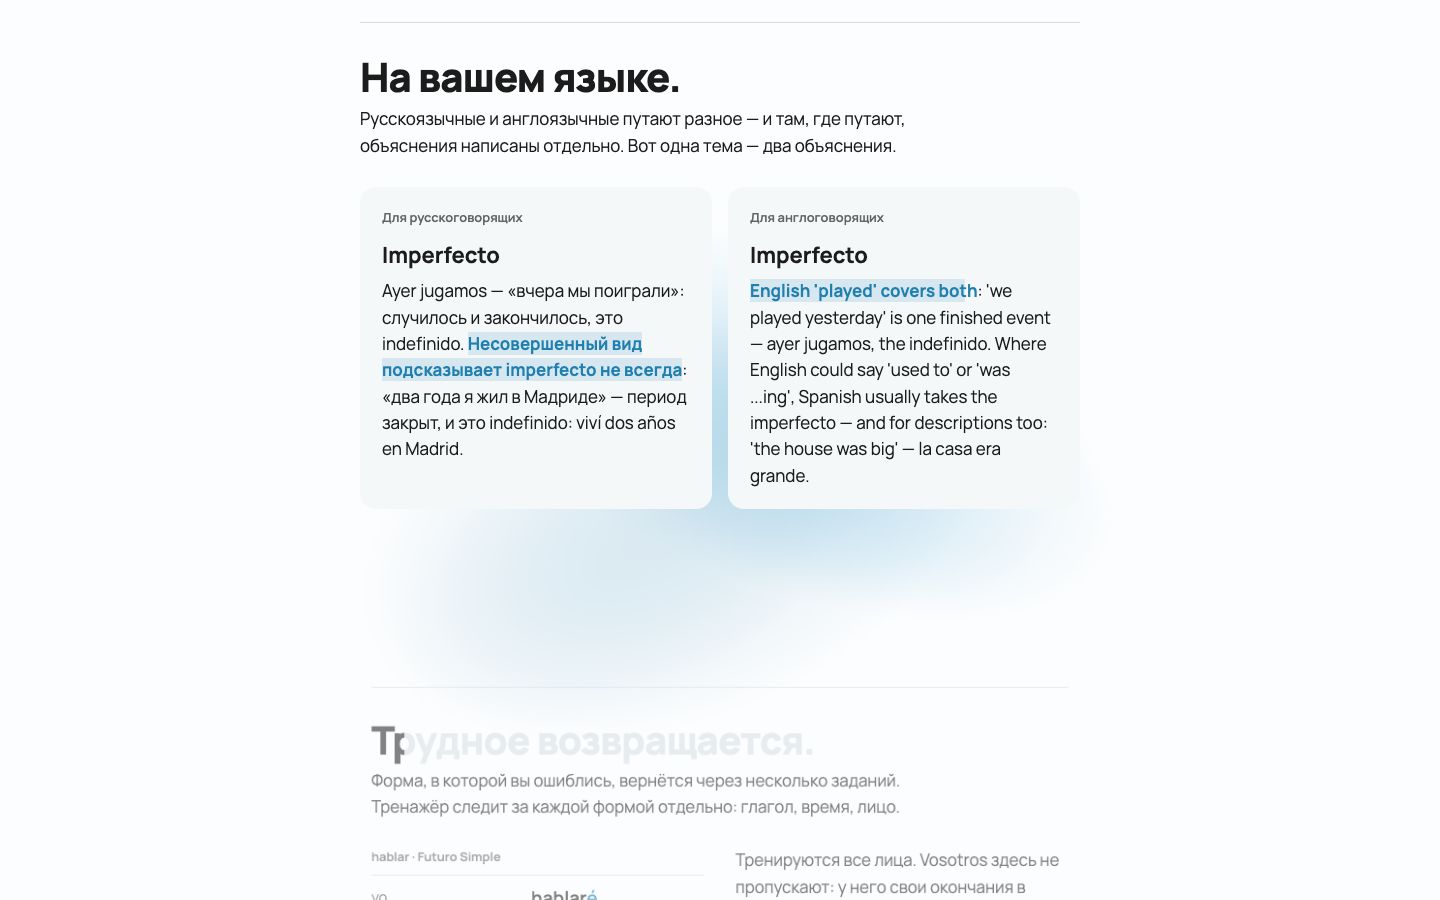 На вашем языке.
Русскоязычные и англоязычные путают разное — и там, где путают,
объяснения написаны отдельно. Вот одна тема — два объяснения.
Для русскоговорящих
Imperfecto
Ayer jugamos — «вчера мы поиграли»:
случилось и закончилось, это
indefinido. Несовершенный вид
подсказывает imperfecto не всегда:
«два года я жил в Мадриде» — период
закрыт, и это indefinido: viví dos años
en Madrid.
Для англоговорящих
Imperfecto
English 'played' covers both: 'we
played yesterday' is one finished event
— ayer jugamos, the indefinido. Where
English could say 'used to' or 'was
...ing', Spanish usually takes the
imperfecto — and for descriptions too:
'the house was big' — la casa era
grande.
Трудное возвращается.
Форма, в которой вы ошиблись, вернётся через несколько заданий.
Тренажёр следит за каждой формой отдельно: глагол, время, лицо.
hablar · Futuro Simple
yo
hablaré
Тренируются все лица. Vosotros здесь не
пропускают: у него свои окончания в